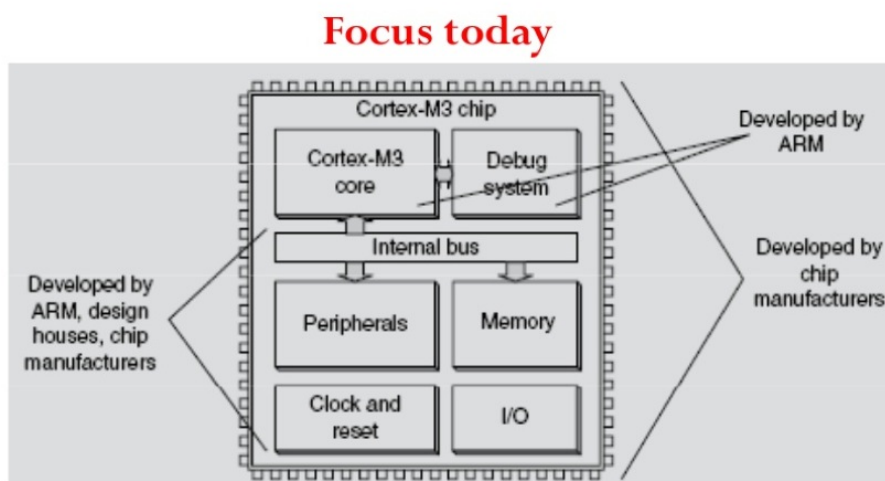 Focus today
Cortex-M3 chip
Cortex-M3
core
Debug
system
Developed by
ARM
Internal bus
Developed by
ARM, design
houses, chip
manufacturers
Peripherals
Memory
Developed by
chip
manufacturers
Clock and
reset
I/O